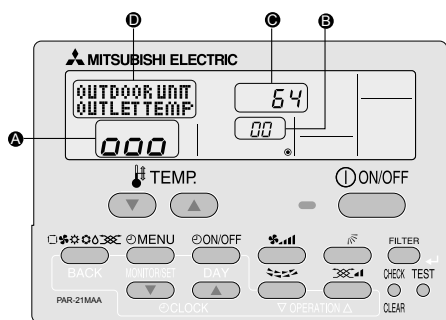 D
C
B
MITSUBISHI ELECTRIC
OUTDOOR UNIT
OUTLET TEMP
64
00
A
000
TEMP.
ON/OFF
MENU
ON/OFF
FILTER
BACK
MONITOR/SET
DAY
CHECK TEST
PAR-21MAA
CLOCK
OPERATION
CLEAR